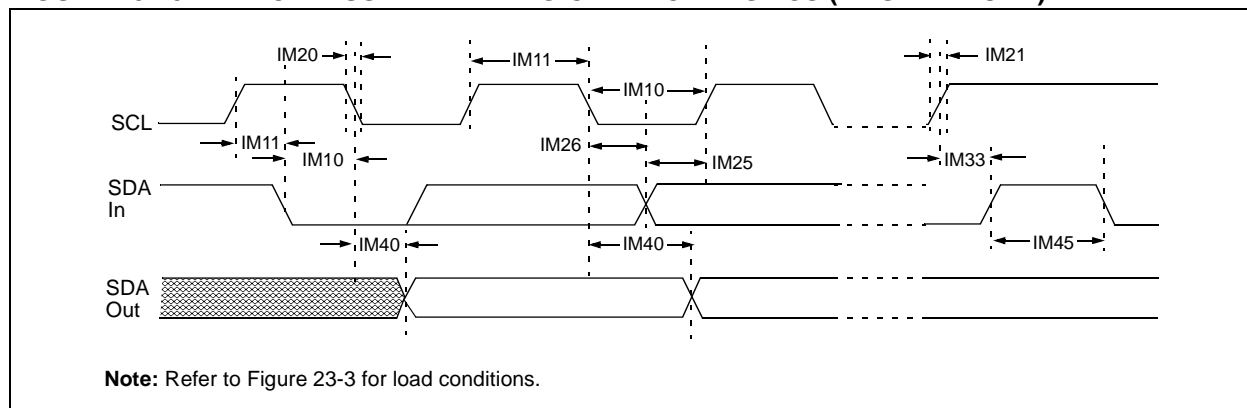 IM20
IM11
IM21
IM10
SCL
IM11
IM26
IM10
IM25
IM33
SDA
In
IM40
IM40
IM45
SDA
Out
Note: Refer to Figure 23-3 for load conditions.